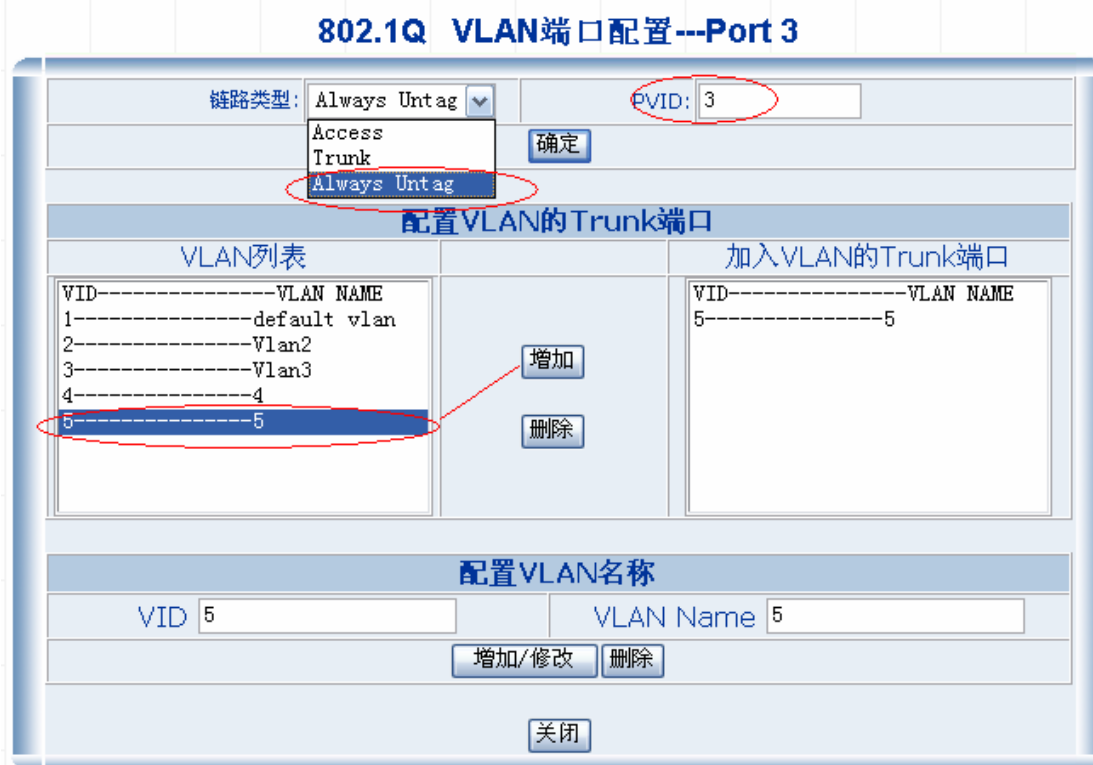 802.1Q VLAN端口配置---Port 3
链路类型: Always Untag PVID: 3
Access
Trunk
Always Untag
确定
配置VLAN的Trunk端口
VLAN列表 加入VLAN的Trunk端口
VID---------------VLAN NAME VID---------------VLAN NAME
1---------------default vlan 5---------------5
2---------------Vlan2
3---------------Vlan3
4---------------4
5---------------5
增加
删除
配置VLAN名称
VID 5 VLAN Name 5
增加/修改 删除
关闭